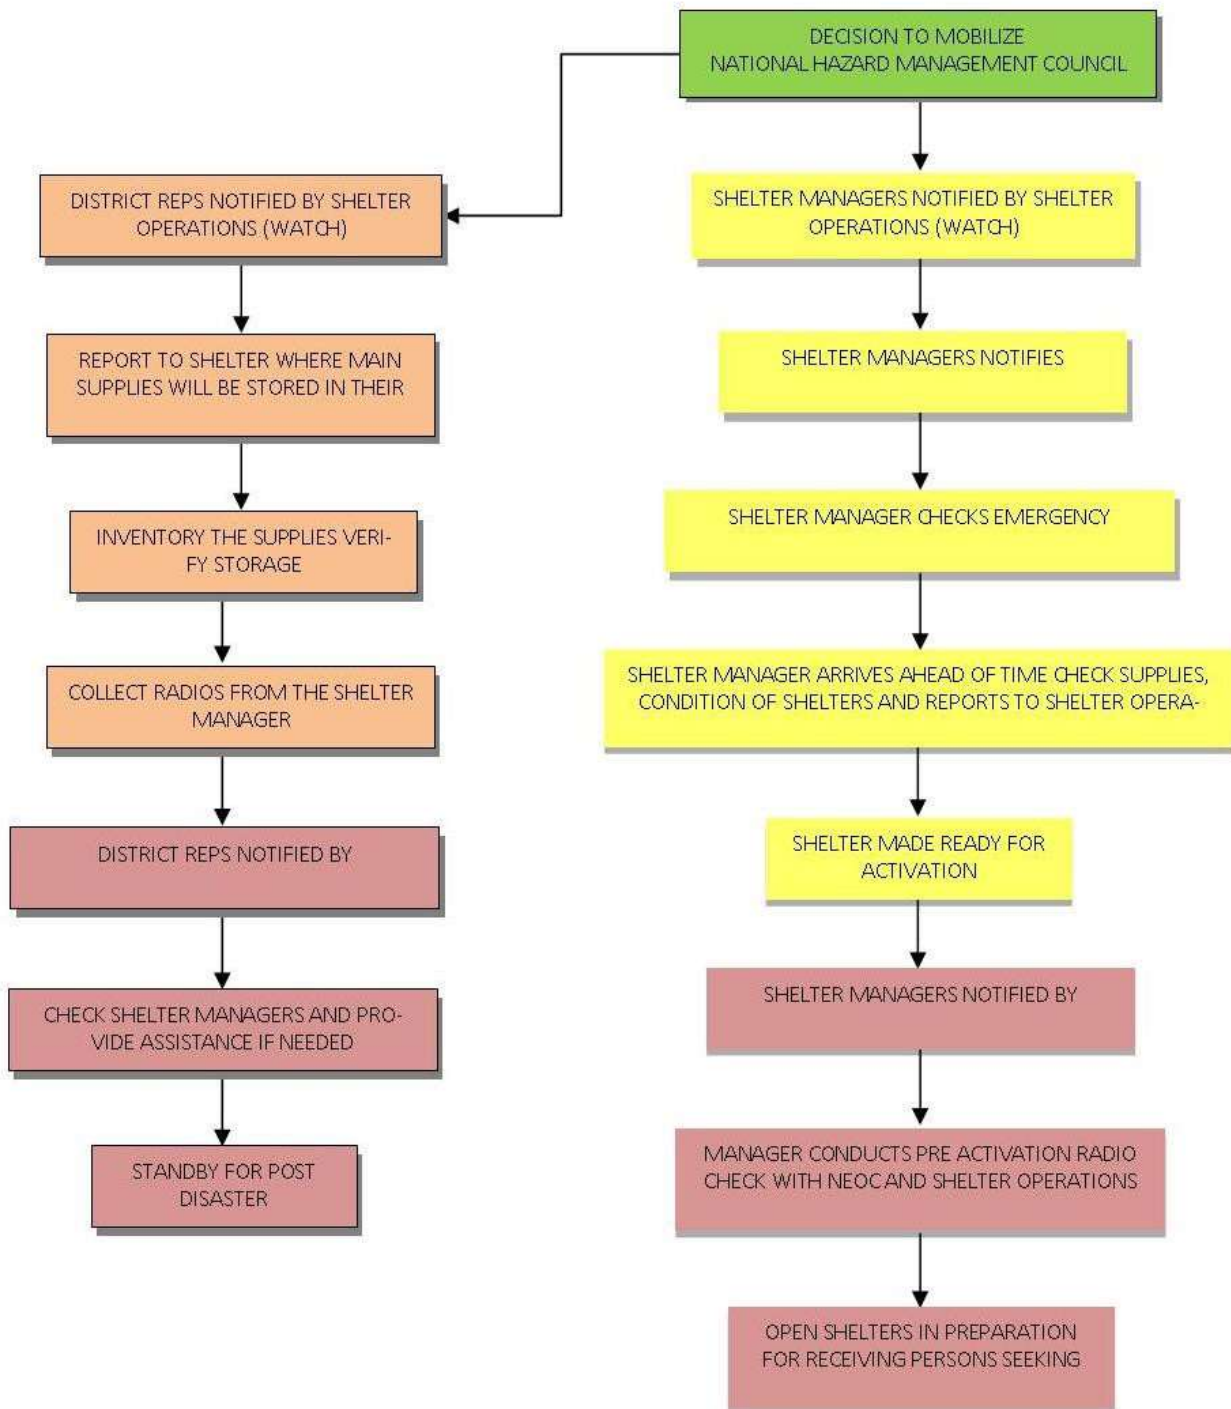 DECISION TO MOBILIZE
NATIONAL HAZARD MANAGEMENT COUNCIL
DISTRICT REPS NOTIFIED BY SHELTER
OPERATIONS (WATCH)
REPORT TO SHELTER WHERE MAIN
SUPPLIES WILL BE STORED IN THEIR
INVENTORY THE SUPPLIES VERI-
FY STORAGE
COLLECT RADIOS FROM THE SHELTER
MANAGER
DISTRICT REPS NOTIFIED BY
CHECK SHELTER MANAGERS AND PRO-
VIDE ASSISTANCE IF NEEDED
STANDBY FOR POST
DISASTER
SHELTER MANAGERS NOTIFIED BY SHELTER
OPERATIONS (WATCH)
SHELTER MANAGERS NOTIFIES
SHELTER MANAGER CHECKS EMERGENCY
SHELTER MANAGER ARRIVES AHEAD OF TIME CHECK SUPPLIES,
CONDITION OF SHELTERS AND REPORTS TO SHELTER OPERA-
SHELTER MADE READY FOR
ACTIVATION
SHELTER MANAGERS NOTIFIED BY
MANAGER CONDUCTS PRE ACTIVATION RADIO
CHECK WITH NEOC AND SHELTER OPERATIONS
OPEN SHELTERS IN PREPARATION
FOR RECEIVING PERSONS SEEKING